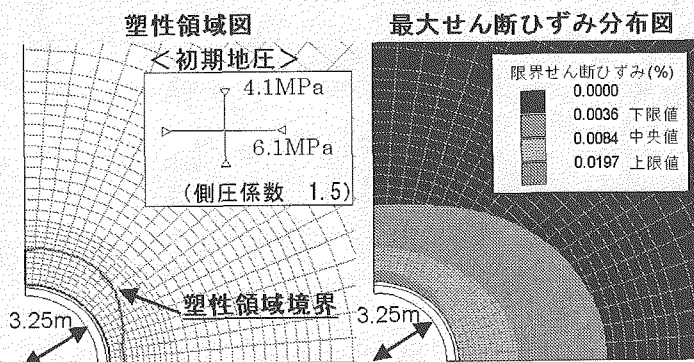 塑性領域図
<初期地圧>
4.1MPa
6.1MPa
(側圧係数 1.5)
塑性領域境界
3.25m
最大せん断ひずみ分布図
限界せん断ひずみ(%)
0.0000
0.0036 下限値
0.0084 中央値
0.0197 上限値
3.25m